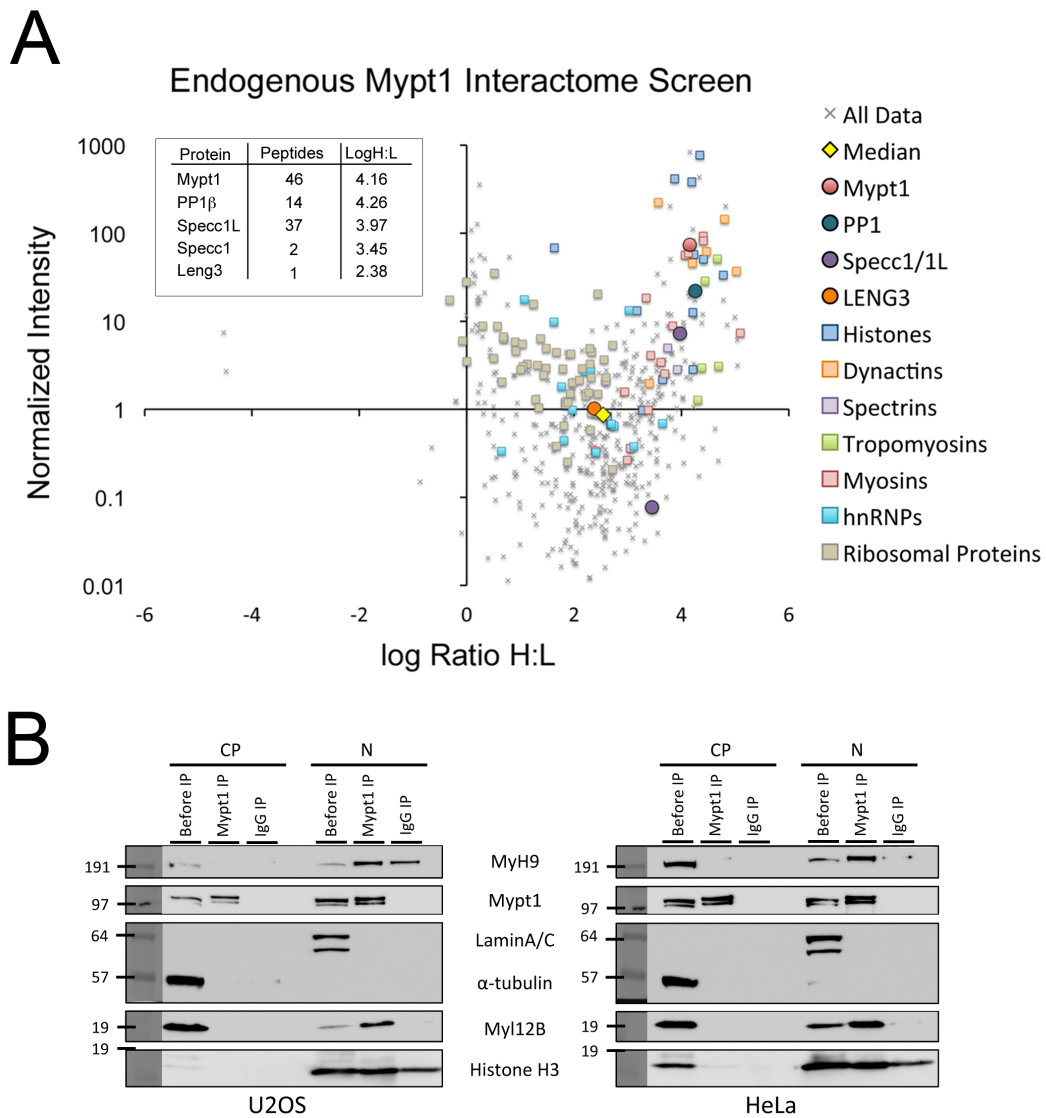 A
Endogenous Mypt1 Interactome Screen
Protein Peptides LogH:L
Mypt1 46 4.16
PP1β 14 4.26
Specc1L 37 3.97
Specc1 2 3.45
Leng3 1 2.38
Normalized Intensity
1000
100
10
1
0.1
0.01
-6 -4 -2 0 2 4 6
log Ratio H:L
All Data
Median
Mypt1
PP1
Specc1/1L
LENG3
Histones
Dynactins
Spectrins
Tropomyosins
Myosins
hnRNPs
Ribosomal Proteins
B
CP N CP N
Before IP Mypt1 IP IgG IP Before IP Mypt1 IP IgG IP Before IP Mypt1 IP IgG IP Before IP Mypt1 IP IgG IP
191 MyH9 191
97 Mypt1 97
64 LaminA/C 64
57 α-tubulin 57
19 Myl12B 19
19 Histone H3 19
U2OS HeLa